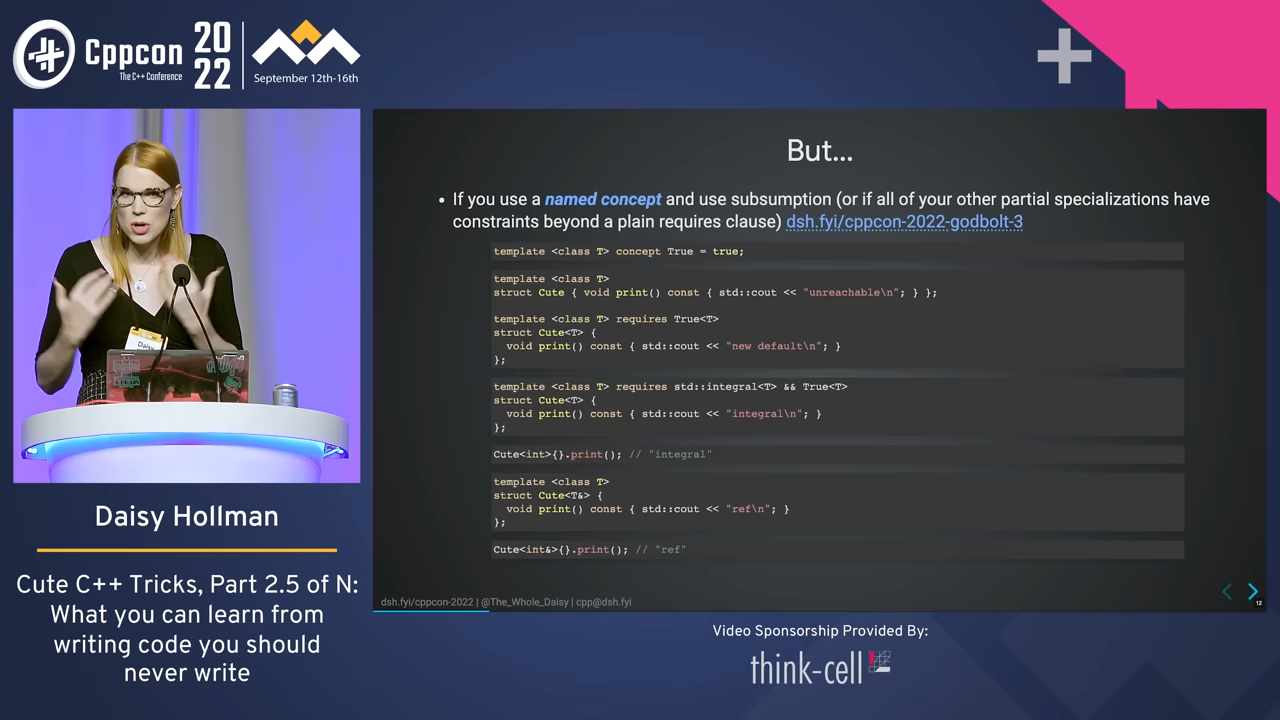 Cppcon
The C++ Conference
20
22
September 12th-16th
But...
• If you use a named concept and use subsumption (or if all of your other partial specializations have
constraints beyond a plain requires clause) dsh.fyi/cppcon-2022-godbolt-3
template <class T> concept True = true;
template <class T>
struct Cute { void print() const { std::cout << "unreachable\n"; } };
template <class T> requires True<T>
struct Cute<T> {
  void print() const { std::cout << "new default\n"; }
};
template <class T> requires std::integral<T> && True<T>
struct Cute<T> {
  void print() const { std::cout << "integral\n"; }
};
Cute<int>{}.print(); // "integral"
template <class T>
struct Cute<T&> {
  void print() const { std::cout << "ref\n"; }
};
Cute<int&>{}.print(); // "ref"
dsh.fyi/cppcon-2022 | @The_Whole_Daisy | cpp@dsh.fyi
12
Daisy
Daisy Hollman
Cute C++ Tricks, Part 2.5 of N:
What you can learn from
writing code you should
never write
Video Sponsorship Provided By:
think-cell